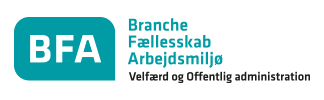 BFA
Branche
Fællesskab
Arbejdsmiljø
Velfærd og Offentlig administration